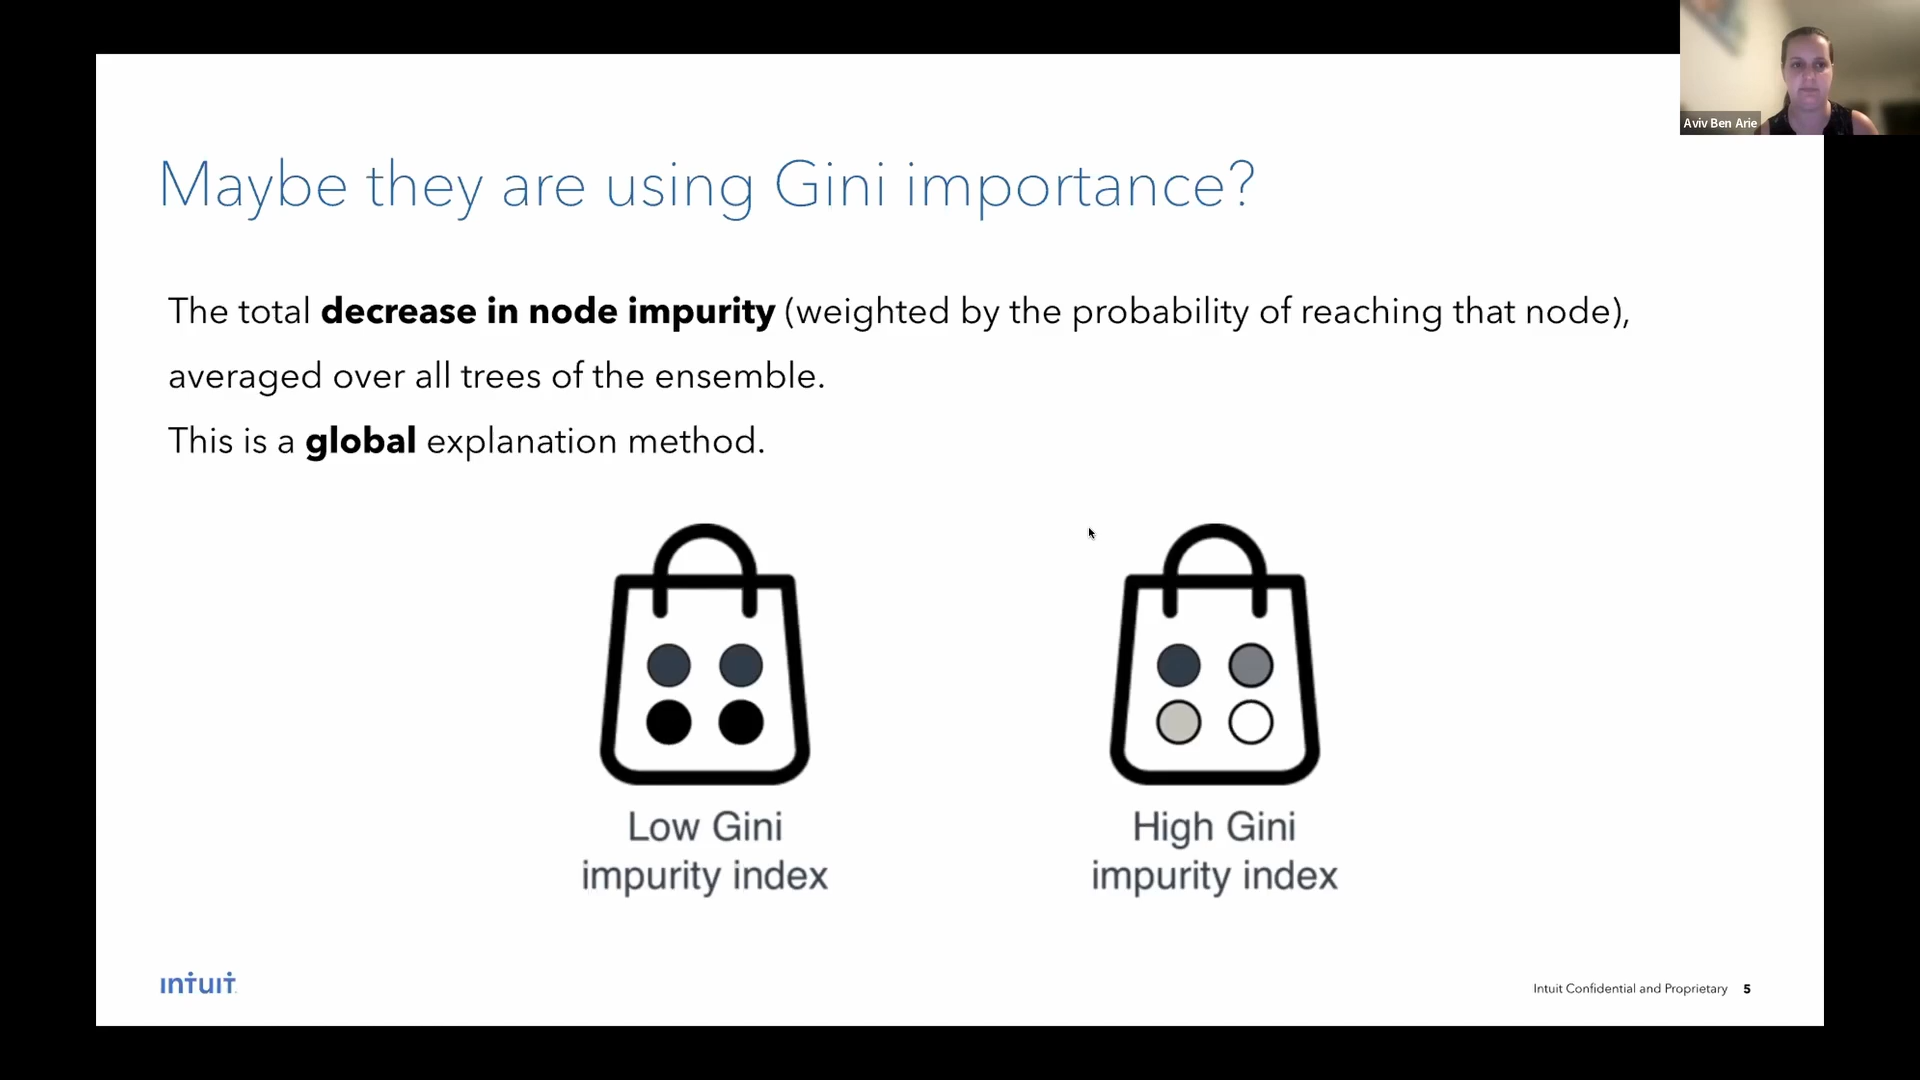 Aviv Ben Arie
Maybe they are using Gini importance?
The total decrease in node impurity (weighted by the probability of reaching that node),
averaged over all trees of the ensemble.
This is a global explanation method.
Low Gini
impurity index
High Gini
impurity index
intuit
Intuit Confidential and Proprietary 5